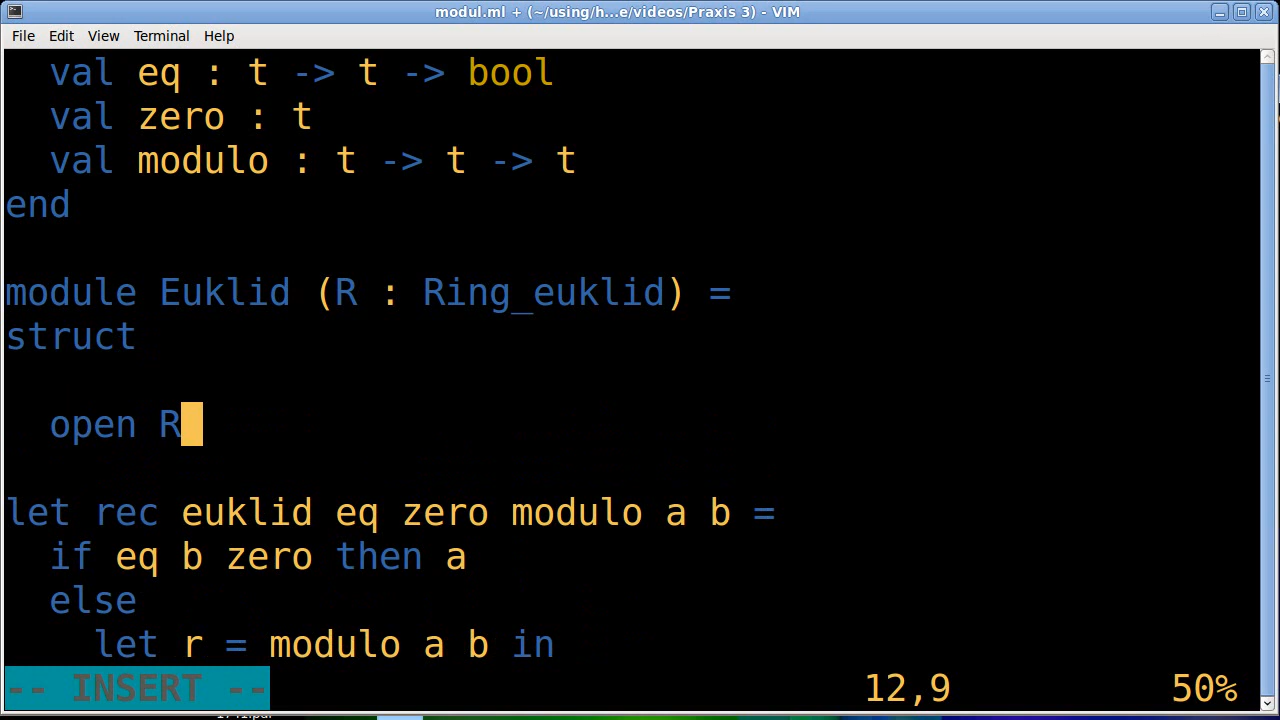 modul.ml + (~/using/h...e/videos/Praxis 3) - VIM
File Edit View Terminal Help
val eq : t -> t -> bool
val zero : t
val modulo : t -> t -> t
end
module Euklid (R : Ring_euklid) =
struct
open R
let rec euklid eq zero modulo a b =
if eq b zero then a
else
let r = modulo a b in
-- INSERT -- 12,9 50%